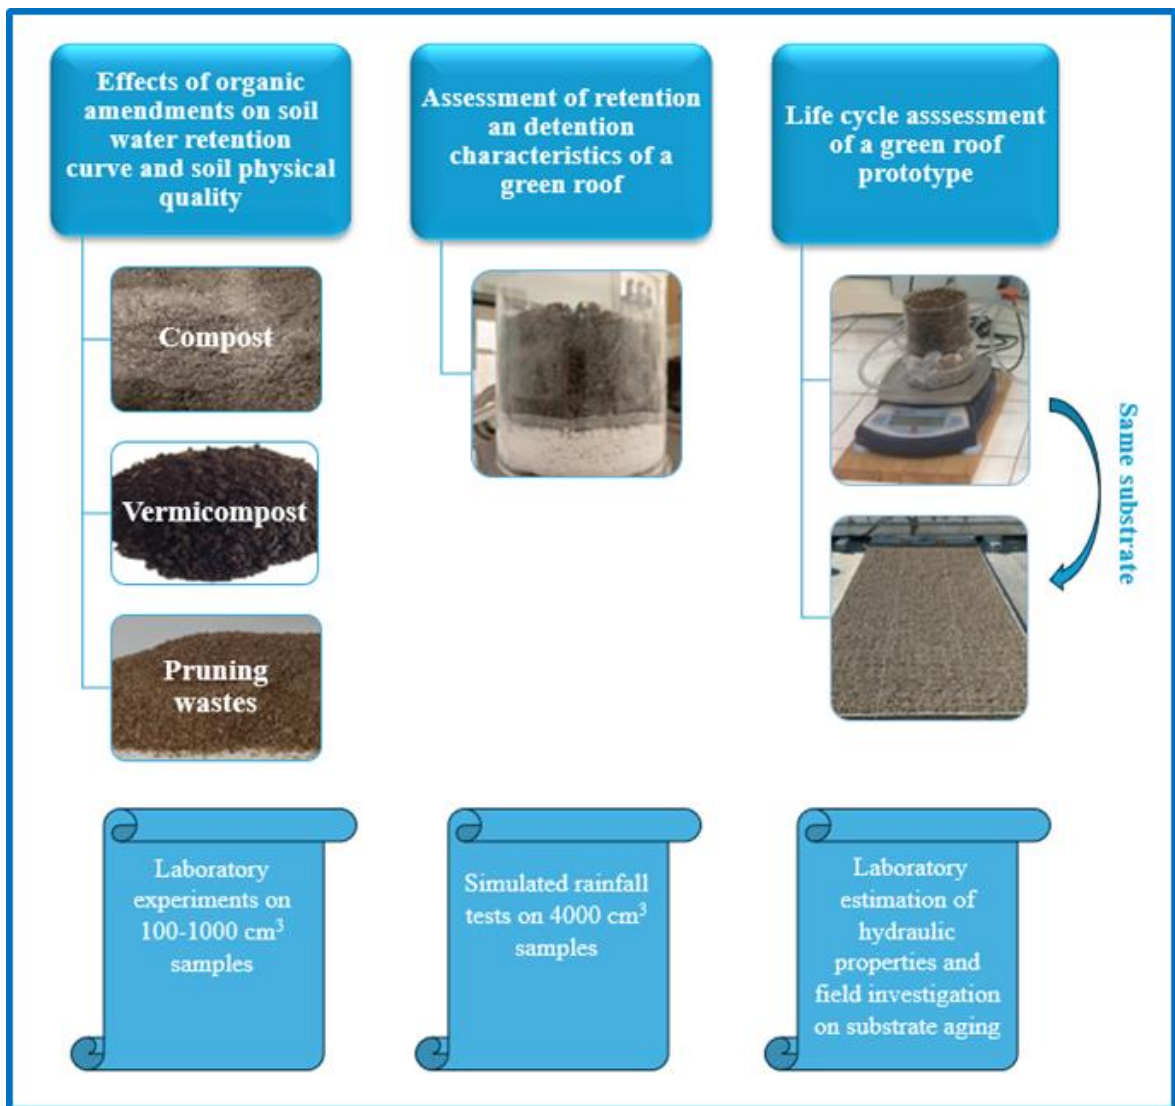 Effects of organic
amendments on soil
water retention
curve and soil physical
quality
Compost
Vermicompost
Pruning
wastes
Laboratory
experiments on
100-1000 cm³
samples
Assessment of retention
an detention
characteristics of a
green roof
Simulated rainfall
tests on 4000 cm³
samples
Life cycle asssessment
of a green roof
prototype
Same substrate
Laboratory
estimation of
hydraulic
properties and
field investigation
on substrate aging